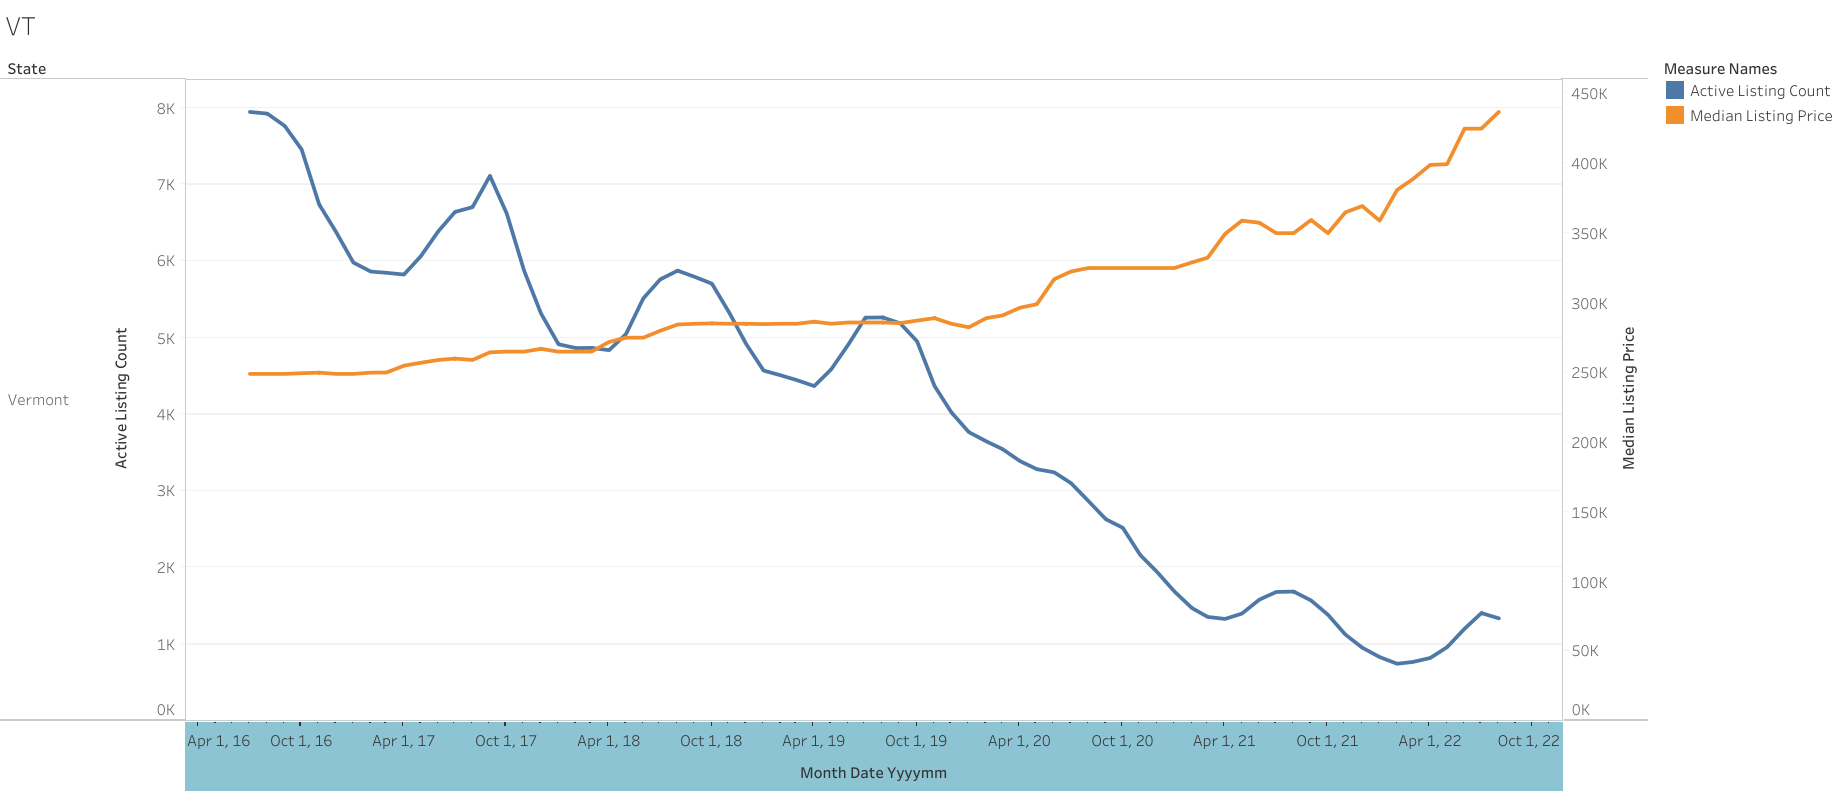 VT
State
Measure Names
Active Listing Count
Median Listing Price
Vermont
Active Listing Count
8K
7K
6K
5K
4K
3K
2K
1K
0K
450K
400K
350K
300K
250K
200K
150K
100K
50K
0K
Median Listing Price
Apr 1, 16 Oct 1, 16 Apr 1, 17 Oct 1, 17 Apr 1, 18 Oct 1, 18 Apr 1, 19 Oct 1, 19 Apr 1, 20 Oct 1, 20 Apr 1, 21 Oct 1, 21 Apr 1, 22 Oct 1, 22
Month Date Yyyymm